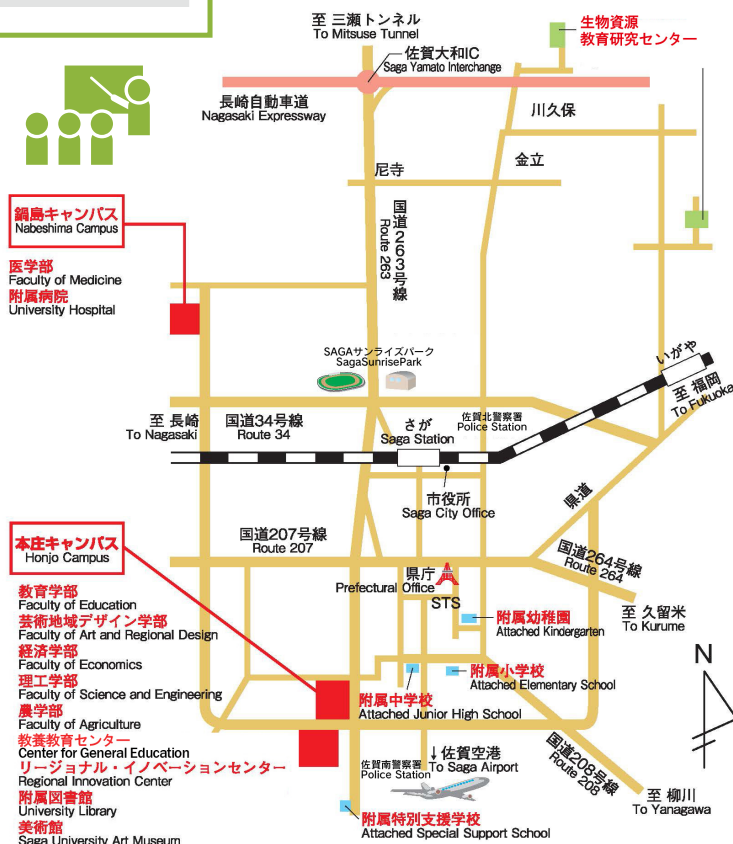 至 三瀬トンネル
To Mitsuse Tunnel
生物資源
教育研究センター
佐賀大和IC
Saga Yamato Interchange
長崎自動車道
Nagasaki Expressway
川久保
金立
尼寺
国道263号線
Route 263
鍋島キャンパス
Nabeshima Campus
医学部
Faculty of Medicine
附属病院
University Hospital
SAGAサンライズパーク
SagaSunrisePark
いがや
至 福岡
To Fukuoka
至 長崎
To Nagasaki
国道34号線
Route 34
さが
Saga Station
佐賀北警察署
Police Station
市役所
Saga City Office
県道
国道207号線
Route 207
国道264号線
Route 264
本庄キャンパス
Honjo Campus
県庁
Prefectural Office
STS
附属幼稚園
Attached Kindergarten
至 久留米
To Kurume
教育学部
Faculty of Education
芸術地域デザイン学部
Faculty of Art and Regional Design
経済学部
Faculty of Economics
理工学部
Faculty of Science and Engineering
農学部
Faculty of Agriculture
教養教育センター
Center for General Education
リージョナル・イノベーションセンター
Regional Innovation Center
附属図書館
University Library
美術館
Saga University Art Museum
附属小学校
Attached Elementary School
附属中学校
Attached Junior High School
N
佐賀南警察署
Police Station
↓佐賀空港
To Saga Airport
国道208号線
Route 208
至 柳川
To Yanagawa
附属特別支援学校
Attached Special Support School